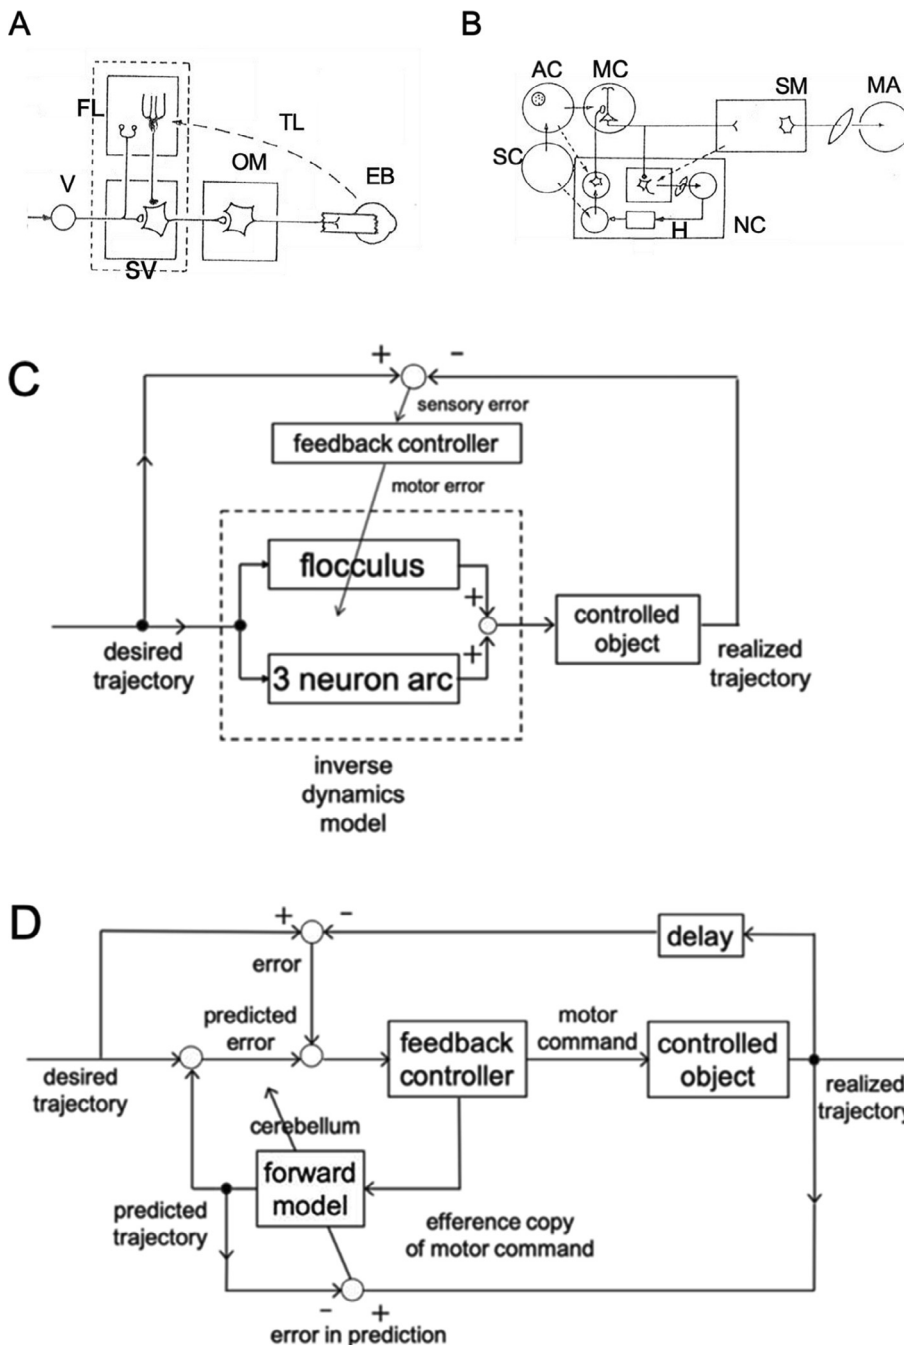 A
FL
TL
OM
EB
V
SV
B
AC
MC
SM
MA
SC
H
NC
C
+
-
sensory error
feedback controller
motor error
flocculus
+
controlled
object
desired
trajectory
3 neuron arc
+
realized
trajectory
inverse
dynamics
model
D
+
-
delay
error
predicted
error
motor
command
feedback
controller
controlled
object
desired
trajectory
realized
trajectory
cerebellum
forward
model
predicted
trajectory
efference copy
of motor command
-
+
error in prediction